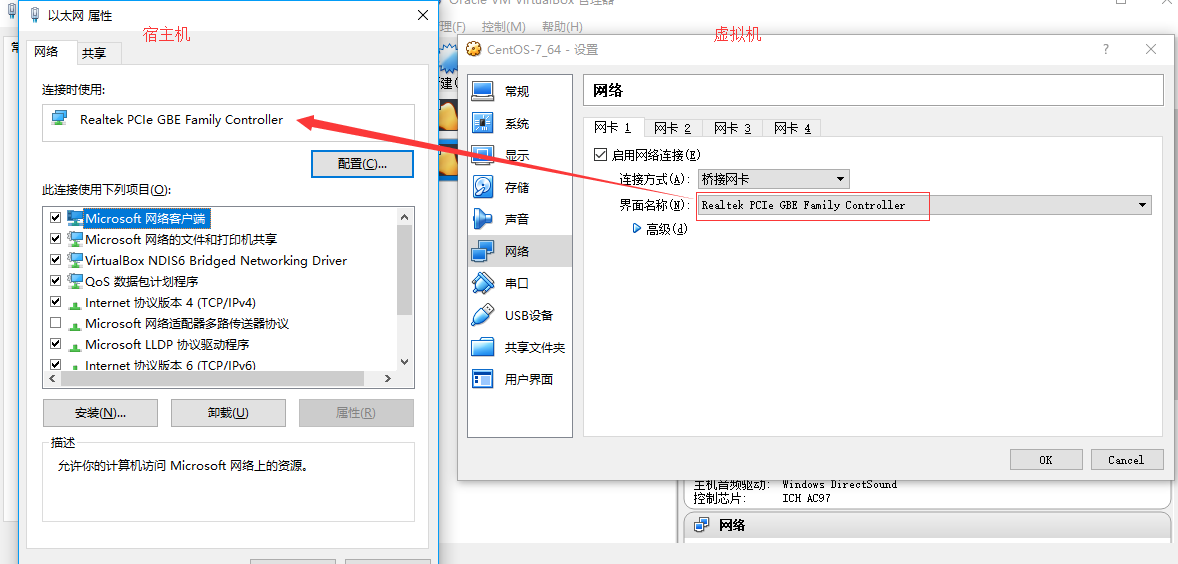 Oracle VM VirtualBox 管理器
以太网 属性
宿主机
控制(M)
帮助(H)
虚拟机
网络
共享
CentOS-7_64 - 设置
连接时使用:
Realtek PCIe GBE Family Controller
配置(C)...
此连接使用下列项目(O):
Microsoft 网络客户端
Microsoft 网络的文件和打印机共享
VirtualBox NDIS6 Bridged Networking Driver
QoS 数据包计划程序
Internet 协议版本 4 (TCP/IPv4)
Microsoft 网络适配器多路传送器协议
Microsoft LLDP 协议驱动程序
Internet 协议版本 6 (TCP/IPv6)
安装(N)...
卸载(U)
属性(R)
描述
允许你的计算机访问 Microsoft 网络上的资源。
常规
系统
显示
存储
声音
网络
串口
USB设备
共享文件夹
用户界面
网络
网卡 1
网卡 2
网卡 3
网卡 4
启用网络连接(E)
连接方式(A):
桥接网卡
界面名称(N):
Realtek PCIe GBE Family Controller
高级(d)
OK
Cancel
主机音频驱动: Windows DirectSound
控制芯片: ICH AC97
网络